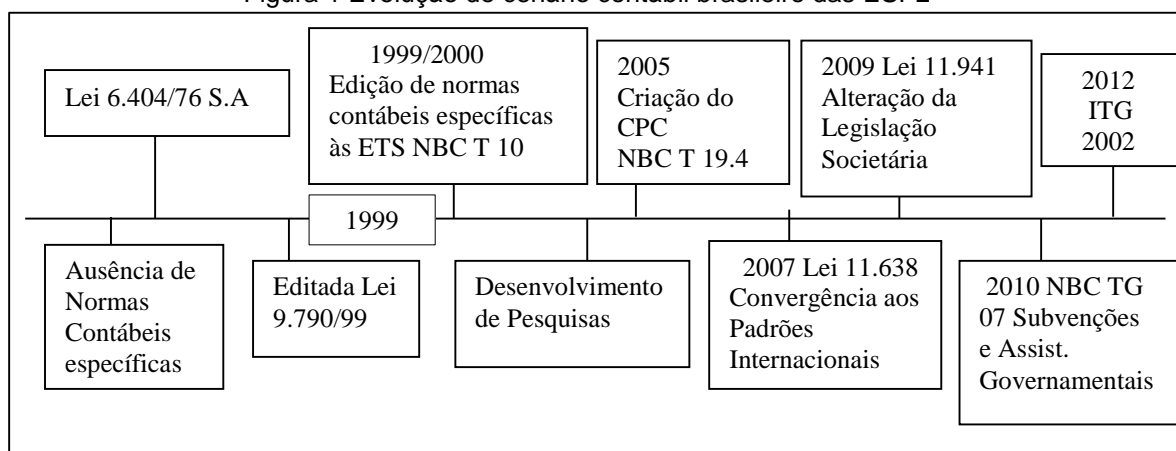 Lei 6.404/76 S.A
1999/2000
Edição de normas
contábeis específicas
às ETS NBC T 10
2005
Criação do
CPC
NBC T 19.4
2009 Lei 11.941
Alteração da
Legislação
Societária
2012
ITG
2002
1999
Ausência de
Normas
Contábeis
específicas
Editada Lei
9.790/99
Desenvolvimento
de Pesquisas
2007 Lei 11.638
Convergência aos
Padrões
Internacionais
2010 NBC TG
07 Subvenções
e Assist.
Governamentais